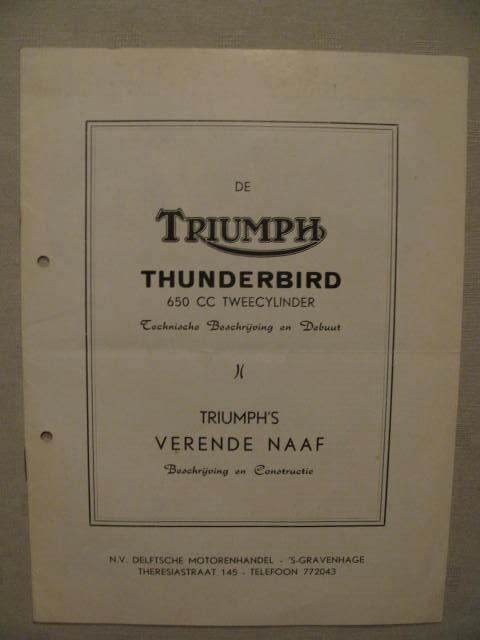 DE
TRIUMPH
THUNDERBIRD
650 CC TWEECYLINDER
Technische Beschrijving en Debuut
TRIUMPH'S
VERENDE NAAF
Beschrijving en Constructie
N.V. DELFTSCHE MOTORENHANDEL - 'S-GRAVENHAGE
THERESIASTRAAT 145 - TELEFOON 772043